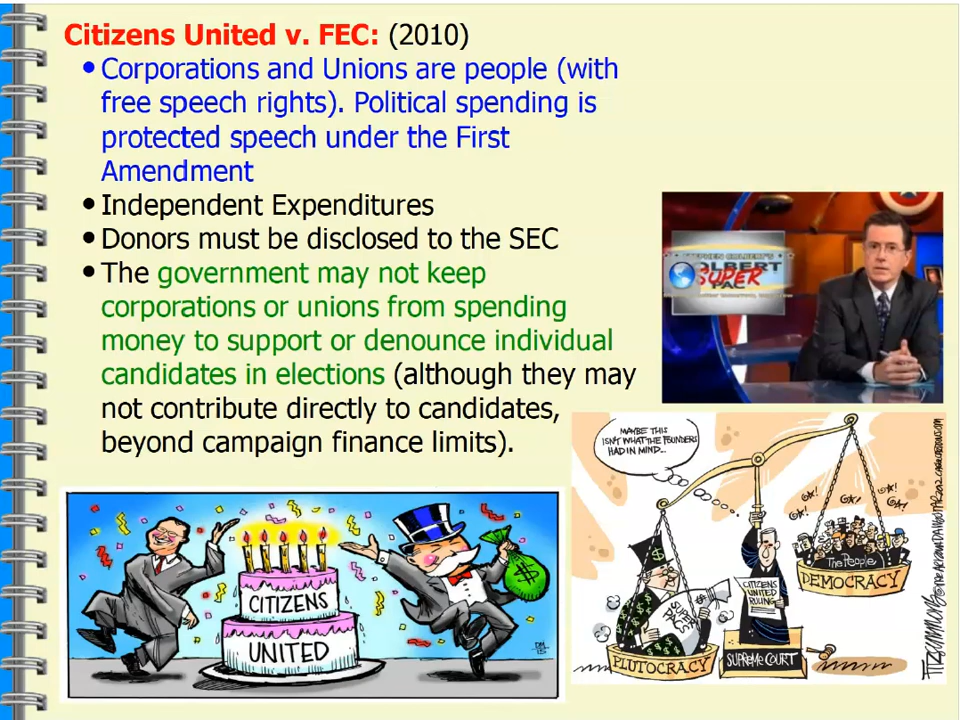 Citizens United v. FEC: (2010)
• Corporations and Unions are people (with
free speech rights). Political spending is
protected speech under the First
Amendment
• Independent Expenditures
• Donors must be disclosed to the SEC
• The government may not keep
corporations or unions from spending
money to support or denounce individual
candidates in elections (although they may
not contribute directly to candidates,
beyond campaign finance limits).
STEPHEN COLBERT'S
COLBERT
SUPER
PAC
MAYBE THIS
ISN'T WHAT THE FOUNDERS
HAD IN MIND...
The People
DEMOCRACY
CITIZENS
UNITED
RULING
SUPER
PACS
PLUTOCRACY
SUPREME COURT
CITIZENS
UNITED